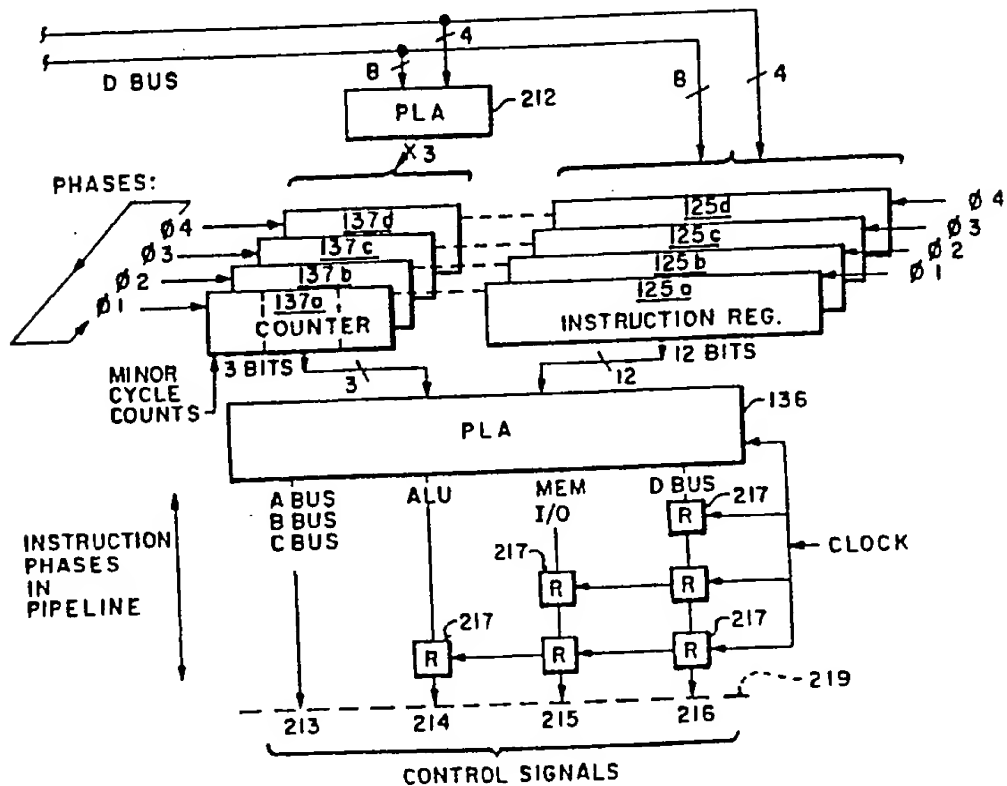 4
8
D BUS
PLA
212
8
4
X 3
PHASES:
Ø4
Ø3
Ø2
Ø1
137d
137c
137b
137a
COUNTER
125d
125c
125b
125a
INSTRUCTION REG.
Ø4
Ø3
Ø2
Ø1
MINOR
CYCLE
COUNTS
3 BITS
3
12
12 BITS
PLA
136
A BUS
B BUS
C BUS
ALU
MEM
I/O
D BUS
217
R
CLOCK
INSTRUCTION
PHASES
IN
PIPELINE
217
R
R
217
R
R
R
217
219
213
214
215
216
CONTROL SIGNALS